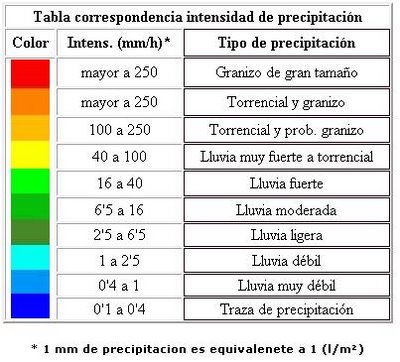 Tabla correspondencia intensidad de precipitación
Color Intens. (mm/h)* Tipo de precipitación
mayor a 250 Granizo de gran tamaño
mayor a 250 Torrencial y granizo
100 a 250 Torrencial y prob. granizo
40 a 100 Lluvia muy fuerte a torrencial
16 a 40 Lluvia fuerte
6'5 a 16 Lluvia moderada
2'5 a 6'5 Lluvia ligera
1 a 2'5 Lluvia débil
0'4 a 1 Lluvia muy débil
0'1 a 0'4 Traza de precipitación
* 1 mm de precipitacion es equivalenete a 1 (l/m²)